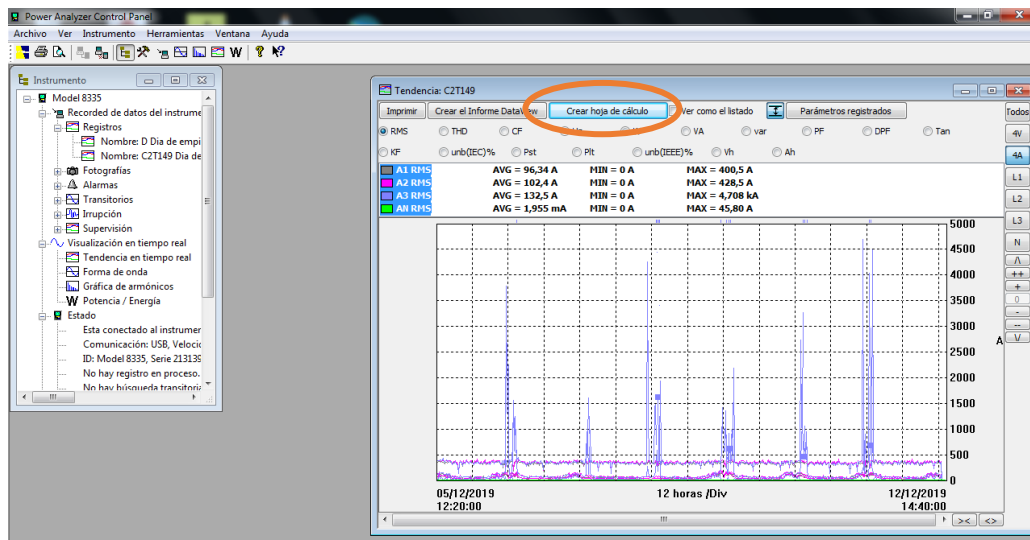 Power Analyzer Control Panel
Archivo Ver Instrumento Herramientas Ventana Ayuda
Instrumento
Model 8335
Recorded de datos del instrume
Registros
Nombre: D Dia de empi
Nombre: C2T149 Dia de
Fotografías
Alarmas
Transitorios
Irrupción
Supervisión
Visualización en tiempo real
Tendencia en tiempo real
Forma de onda
Gráfica de armónicos
W Potencia / Energía
Estado
Esta conectado al instrumer
Comunicación: USB, Velocic
ID: Model 8335, Serie 213139
No hay registro en proceso.
No hay búsqueda transitoria
Tendencia: C2T149
Imprimir Crear el Informe DataView Crear hoja de cálculo Ver como el listado Parámetros registrados Todos
RMS THD CF VA var PF DPF Tan 4V
KF unb(IEC)% Pst Plt unb(IEEE)% Vh Ah 4A
A1 RMS AVG = 96,34 A MIN = 0 A MAX = 400,5 A L1
A2 RMS AVG = 102,4 A MIN = 0 A MAX = 428,5 A
A3 RMS AVG = 132,5 A MIN = 0 A MAX = 4,708 kA L2
AN RMS AVG = 1,955 mA MIN = 0 A MAX = 45,80 A
L3
5000
N
4500
/\
4000 ++
+
3500 0
-
3000 --
A \/
2500
2000
1500
1000
500
0
05/12/2019 12 horas /Div 12/12/2019
12:20:00 14:40:00
>< <>